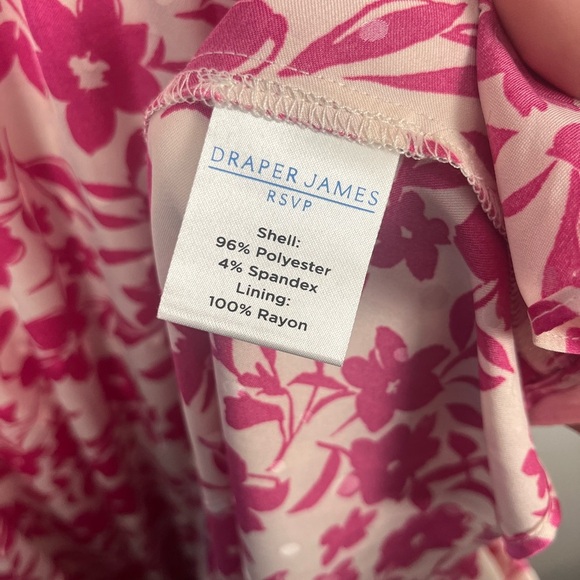 DRAPER JAMES
RSVP
Shell:
96% Polyester
4% Spandex
Lining:
100% Rayon